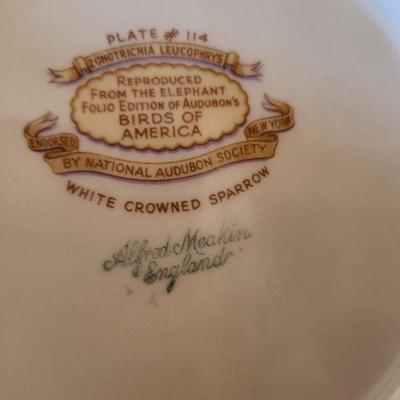 PLATE # 114
ZONOTRICHIA LEUCOPHRYS
REPRODUCED
FROM THE ELEPHANT
FOLIO EDITION OF AUDUBON'S
BIRDS OF
AMERICA
ENDORSED NEW YORK
BY NATIONAL AUDUBON SOCIETY
WHITE CROWNED SPARROW
Alfred Meakin
England